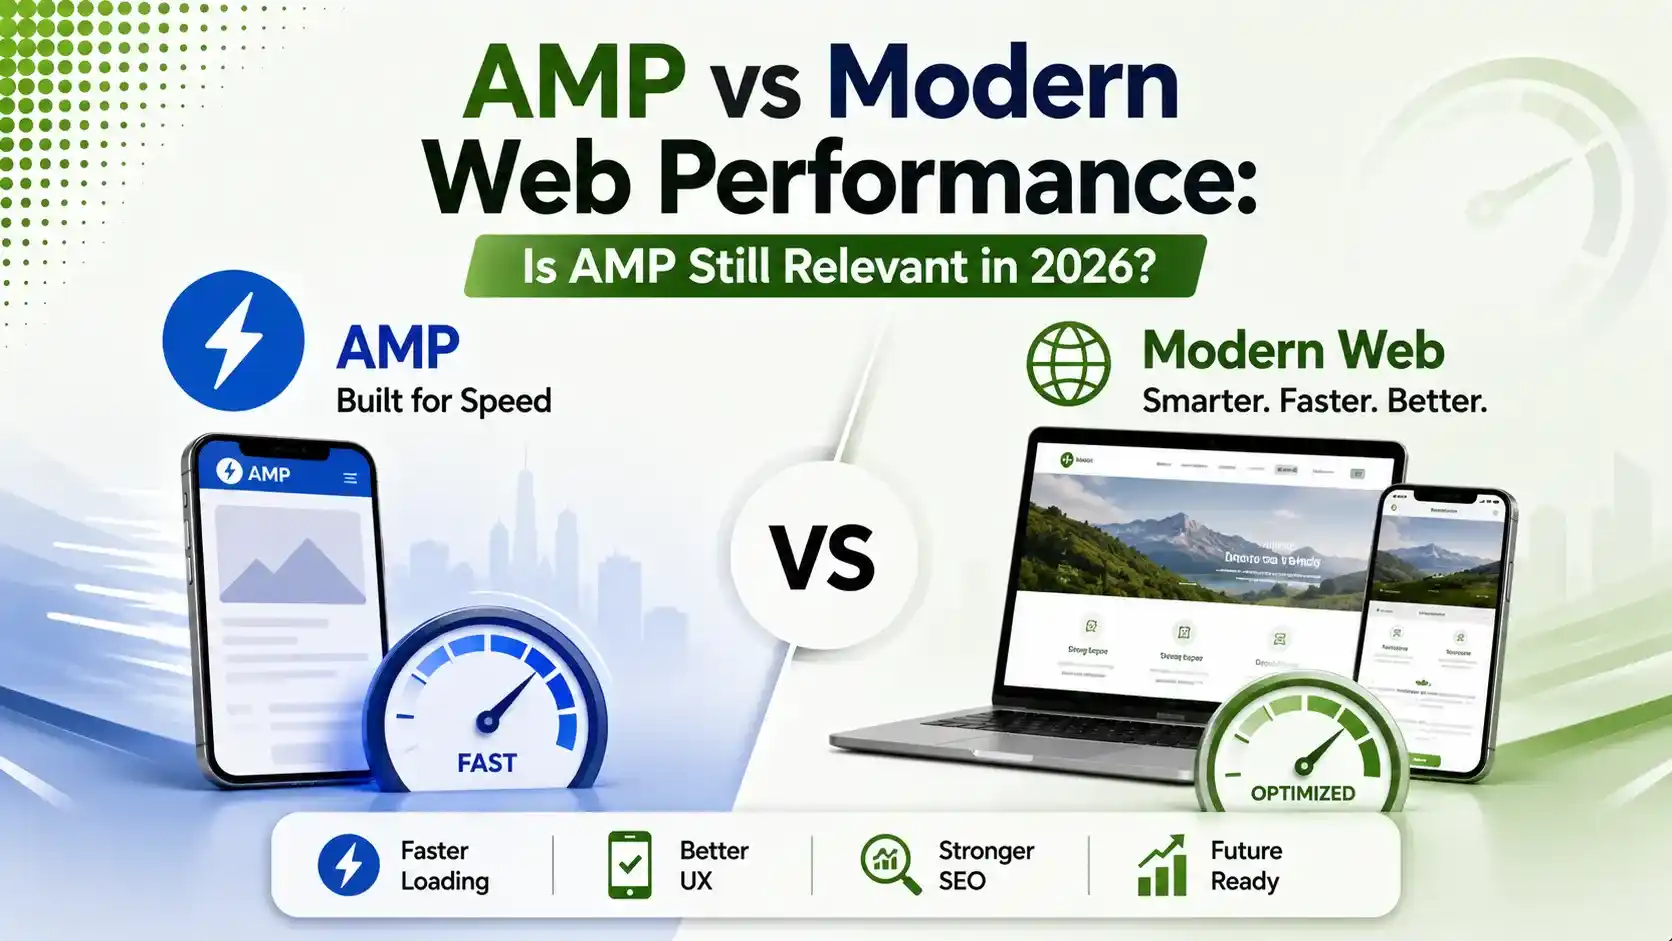 AMP vs Modern
Web Performance:
Is AMP Still Relevant in 2026?
AMP
Built for Speed
Modern Web
Smarter. Faster. Better.
AMP
VS
FAST
OPTIMIZED
Faster
Loading
Better
UX
Stronger
SEO
Future
Ready